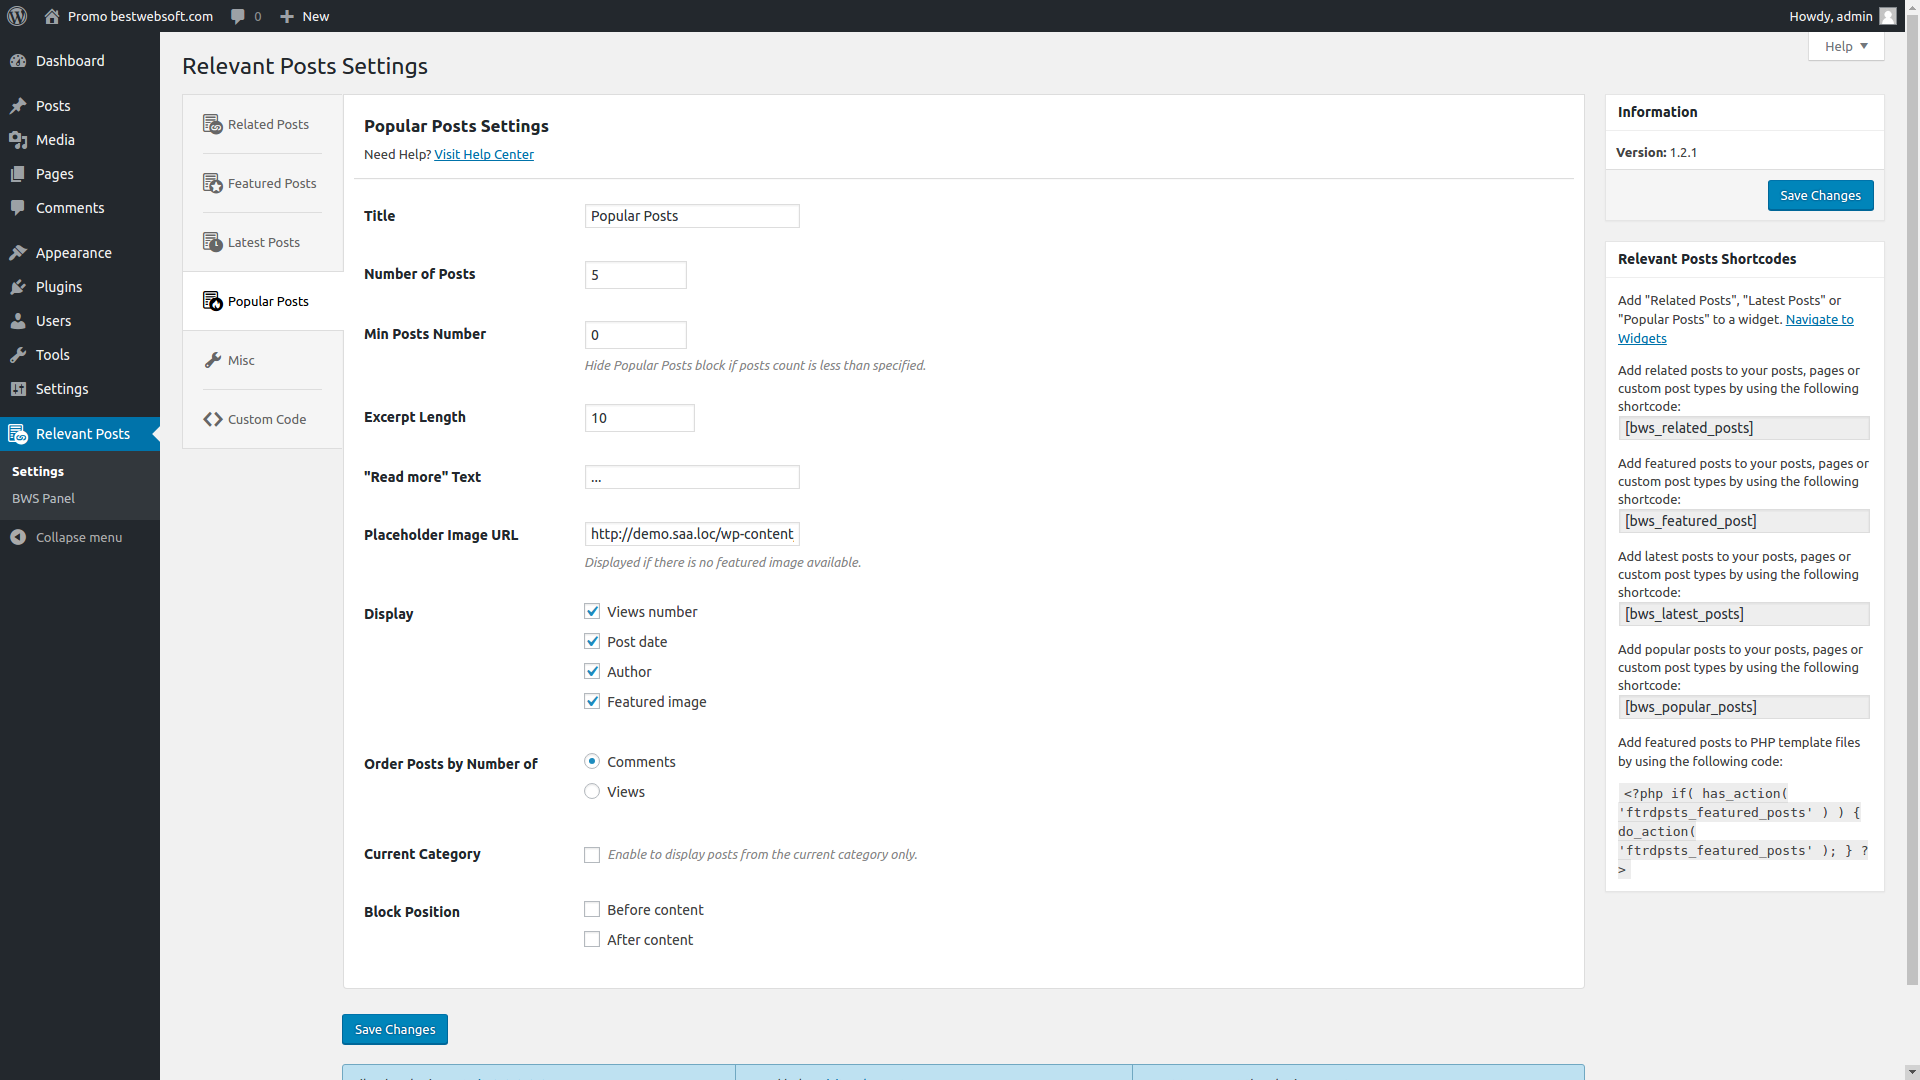 Promo bestwebsoft.com
0
New
Howdy, admin
Dashboard
Posts
Media
Pages
Comments
Appearance
Plugins
Users
Tools
Settings
Relevant Posts
Settings
BWS Panel
Collapse menu
Help
Relevant Posts Settings
Related Posts
Featured Posts
Latest Posts
Popular Posts
Misc
Custom Code
Popular Posts Settings
Need Help? Visit Help Center
Title
Popular Posts
Number of Posts
5
Min Posts Number
0
Hide Popular Posts block if posts count is less than specified.
Excerpt Length
10
"Read more" Text
...
Placeholder Image URL
http://demo.saa.loc/wp-content
Displayed if there is no featured image available.
Display
Views number
Post date
Author
Featured image
Order Posts by Number of
Comments
Views
Current Category
Enable to display posts from the current category only.
Block Position
Before content
After content
Save Changes
Information
Version: 1.2.1
Save Changes
Relevant Posts Shortcodes
Add "Related Posts", "Latest Posts" or
"Popular Posts" to a widget. Navigate to
Widgets
Add related posts to your posts, pages or
custom post types by using the following
shortcode:
[bws_related_posts]
Add featured posts to your posts, pages or
custom post types by using the following
shortcode:
[bws_featured_post]
Add latest posts to your posts, pages or
custom post types by using the following
shortcode:
[bws_latest_posts]
Add popular posts to your posts, pages or
custom post types by using the following
shortcode:
[bws_popular_posts]
Add featured posts to PHP template files
by using the following code:
<?php if( has_action(
'ftrdpsts_featured_posts' ) ) {
do_action(
'ftrdpsts_featured_posts' ); } ?
>